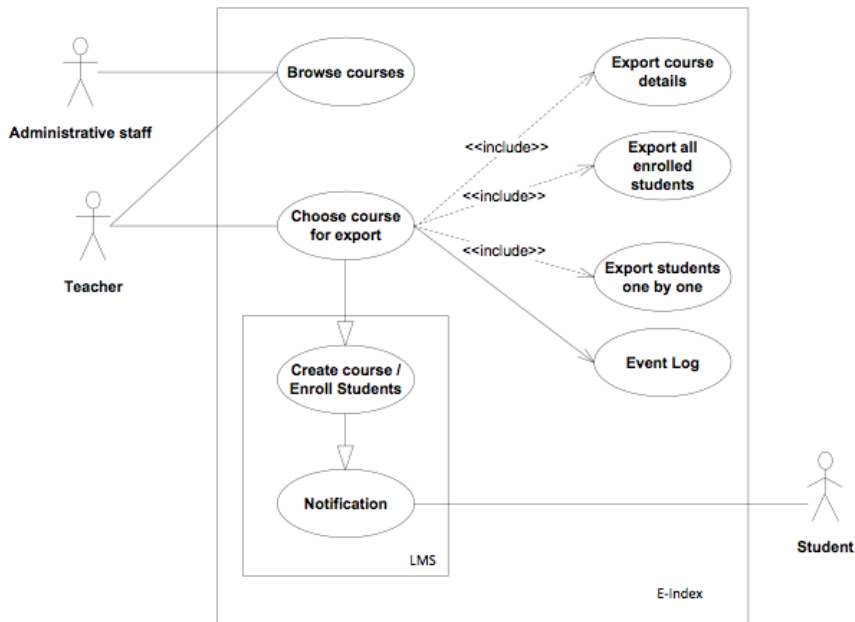 Administrative staff
Teacher
Browse courses
Choose course
for export
<<include>>
<<include>>
<<include>>
Export course
details
Export all
enrolled
students
Export students
one by one
Event Log
Create course /
Enroll Students
Notification
LMS
E-Index
Student